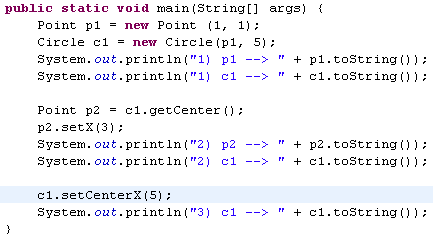 public static void main(String[] args) {
    Point p1 = new Point (1, 1);
    Circle c1 = new Circle(p1, 5);
    System.out.println("1) p1 --> " + p1.toString());
    System.out.println("1) c1 --> " + c1.toString());

    Point p2 = c1.getCenter();
    p2.setX(3);
    System.out.println("2) p2 --> " + p2.toString());
    System.out.println("2) c1 --> " + c1.toString());

    c1.setCenterX(5);
    System.out.println("3) c1 --> " + c1.toString());
}